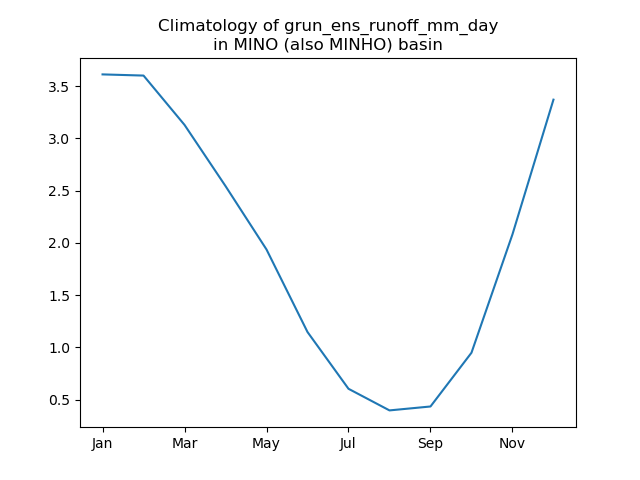 Climatology of grun_ens_runoff_mm_day
in MINO (also MINHO) basin
3.5
3.0
2.5
2.0
1.5
1.0
0.5
Jan Mar May Jul Sep Nov